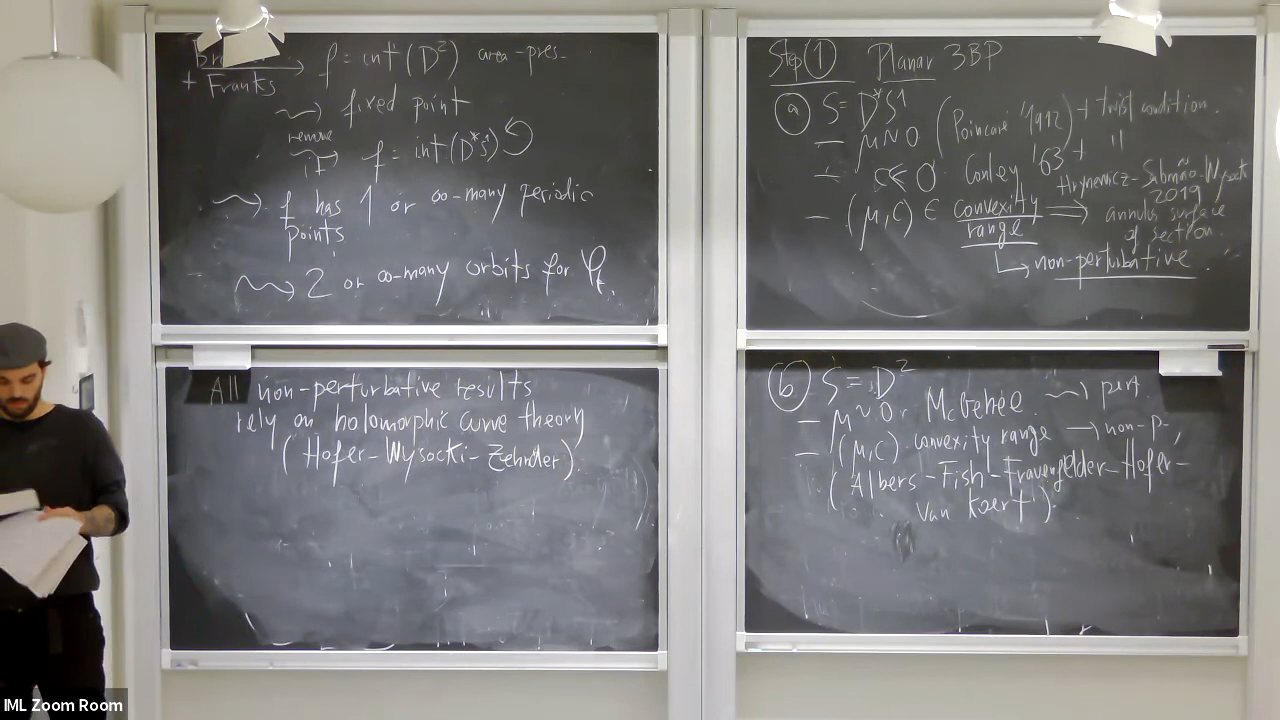 + Franks → f = int(D²) area-pres.
⇝ fixed point
remove
it f = int(D*S¹)
⇝ f has 1 or ∞-many periodic
points
⇝ 2 or ∞-many orbits for φₜ.
All non-perturbative results
rely on holomorphic curve theory
(Hofer-Wysocki-Zehnder).
Step ① Planar 3BP
ⓐ S = D*S¹
- μ~0 (Poincaré '1912) + twist condition.
- c≪0 Conley '63 + "
Hryniewicz-Salomão-Wysocki
2019
- (μ,c) ∈ convexity ⟹ annulus surface
range of section.
↳ non-perturbative.
ⓑ S = D²
- μ~0. McGehee ⇝ pert.
- (μ,c). convexity range → non-p.
(Albers-Fish-Frauenfelder-Hofer-
Van Koert).
IML Zoom Room